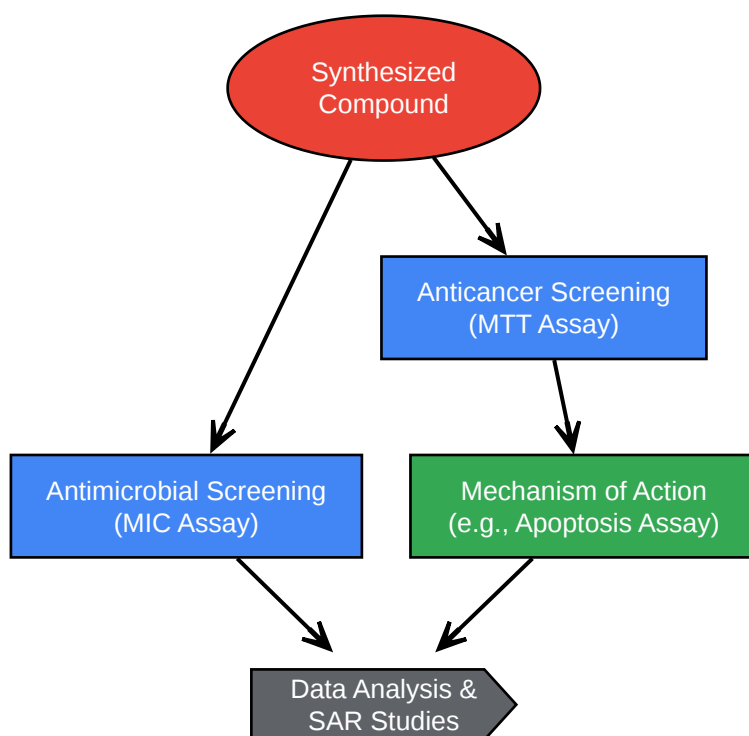 Synthesized
Compound
Anticancer Screening
(MTT Assay)
Antimicrobial Screening
(MIC Assay)
Mechanism of Action
(e.g., Apoptosis Assay)
Data Analysis &
SAR Studies